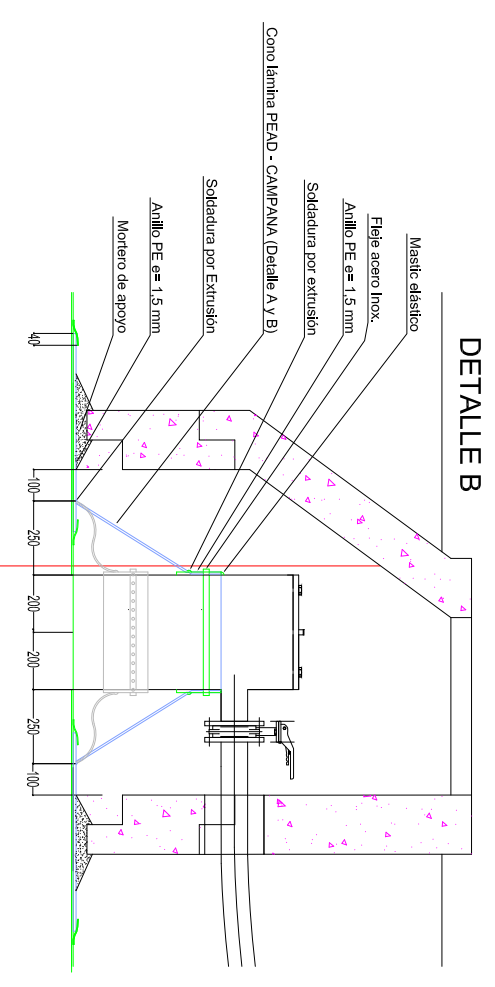 DETALLE B
Mastic elástico
Fleje acero Inox.
Anillo PE e= 1,5 mm
Soldadura por extrusión
Cono lámina PEAD - CAMPANA (Detalle A y B)
Soldadura por Extrusión
Anillo PE e= 1,5 mm
Mortero de apoyo
40
100
250
200
200
250
100